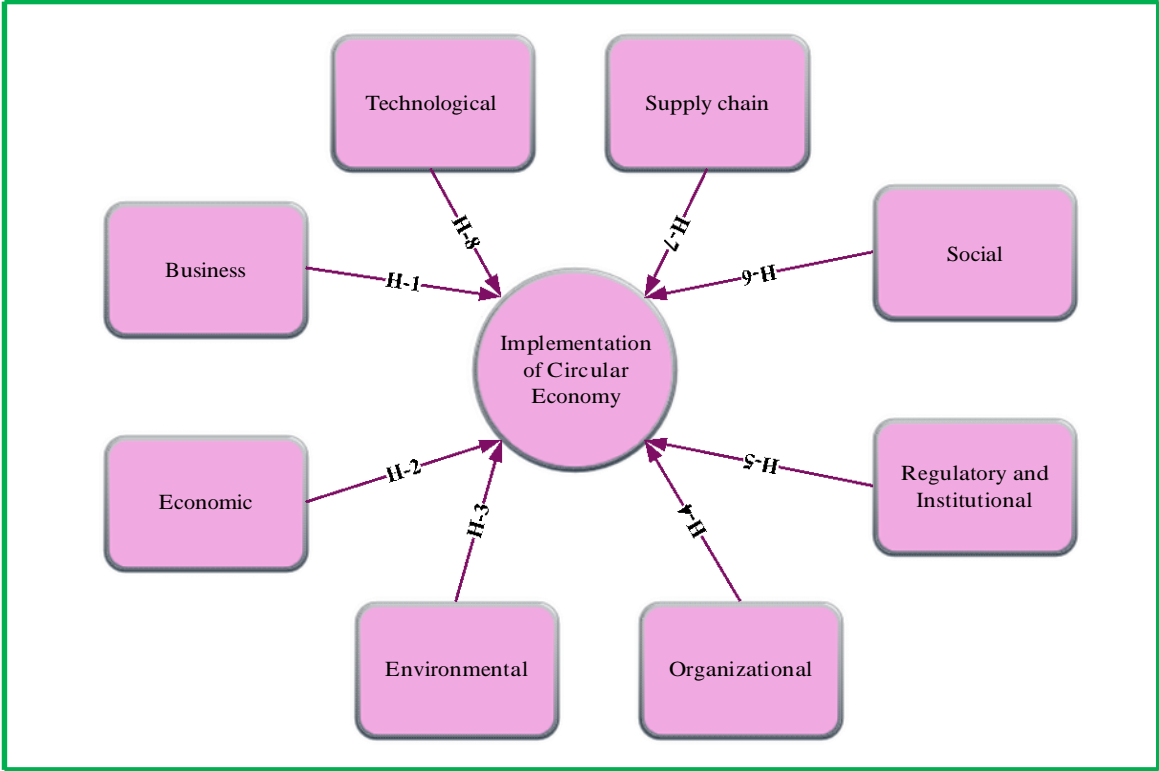 Technological
Supply chain
H-8
H-7
Business
Social
H-1
H-6
Implementation
of Circular
Economy
Economic
Regulatory and
Institutional
H-2
H-5
H-3
H-4
Environmental
Organizational